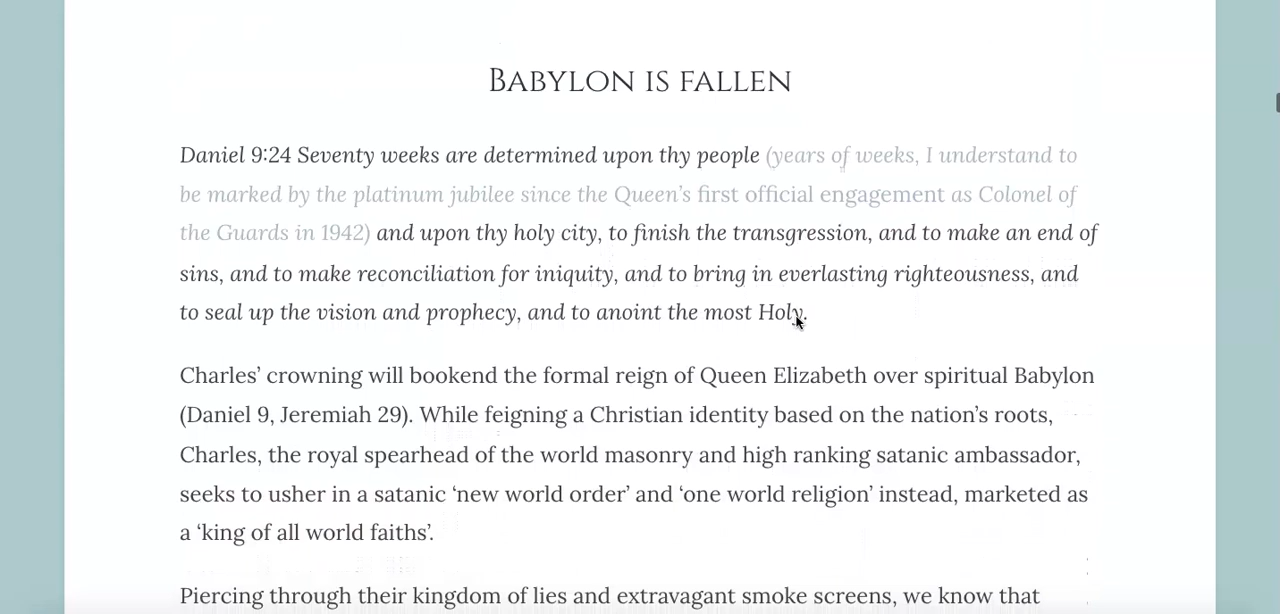 BABYLON IS FALLEN
Daniel 9:24 Seventy weeks are determined upon thy people (years of weeks, I understand to
be marked by the platinum jubilee since the Queen’s first official engagement as Colonel of
the Guards in 1942) and upon thy holy city, to finish the transgression, and to make an end of
sins, and to make reconciliation for iniquity, and to bring in everlasting righteousness, and
to seal up the vision and prophecy, and to anoint the most Holy.
Charles’ crowning will bookend the formal reign of Queen Elizabeth over spiritual Babylon
(Daniel 9, Jeremiah 29). While feigning a Christian identity based on the nation’s roots,
Charles, the royal spearhead of the world masonry and high ranking satanic ambassador,
seeks to usher in a satanic ‘new world order’ and ‘one world religion’ instead, marketed as
a ‘king of all world faiths’.
Piercing through their kingdom of lies and extravagant smoke screens, we know that